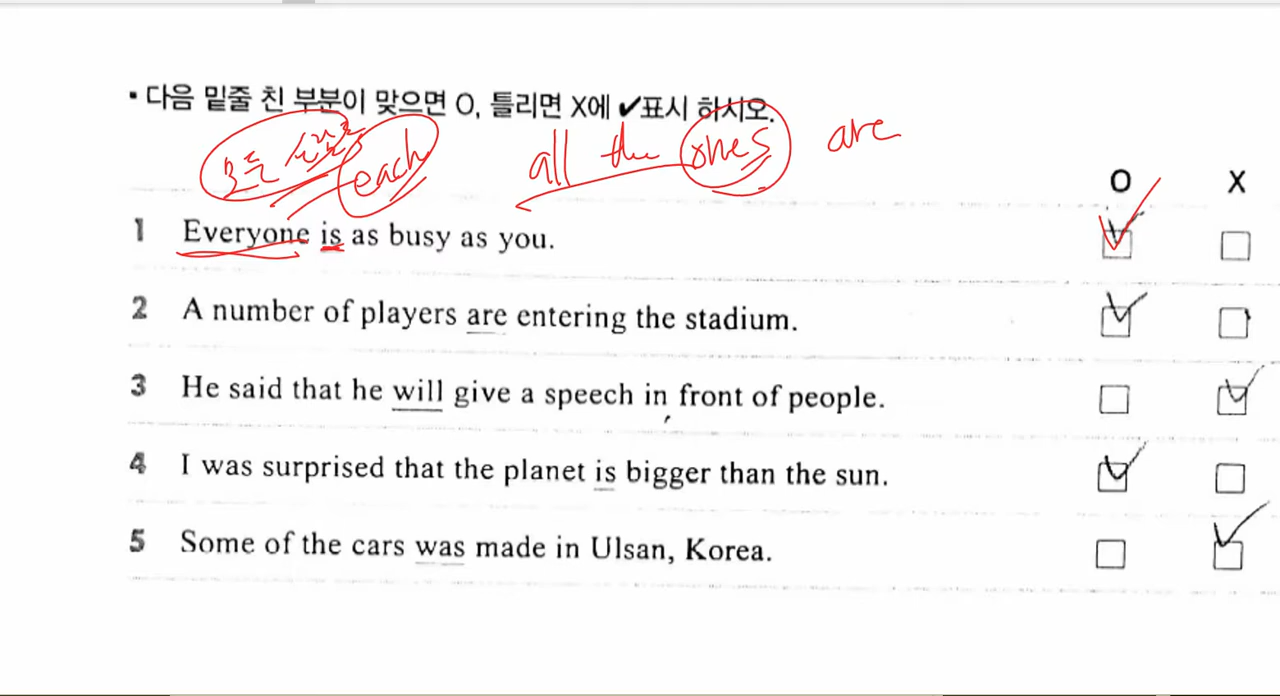 • 다음 밑줄 친 부분이 맞으면 O, 틀리면 X에 ✔표시 하시오.
모두 each all the ones are
O X
1 Everyone is as busy as you.
2 A number of players are entering the stadium.
3 He said that he will give a speech in front of people.
4 I was surprised that the planet is bigger than the sun.
5 Some of the cars was made in Ulsan, Korea.